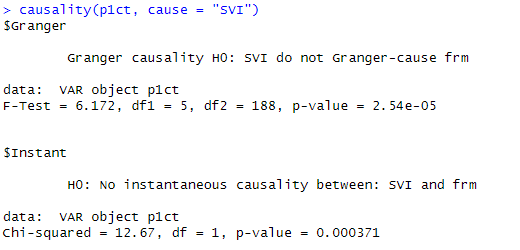 > causality(p1ct, cause = "SVI")
$Granger
Granger causality H0: SVI do not Granger-cause frm
data:  VAR object p1ct
F-Test = 6.172, df1 = 5, df2 = 188, p-value = 2.54e-05
$Instant
H0: No instantaneous causality between: SVI and frm
data:  VAR object p1ct
Chi-squared = 12.67, df = 1, p-value = 0.000371